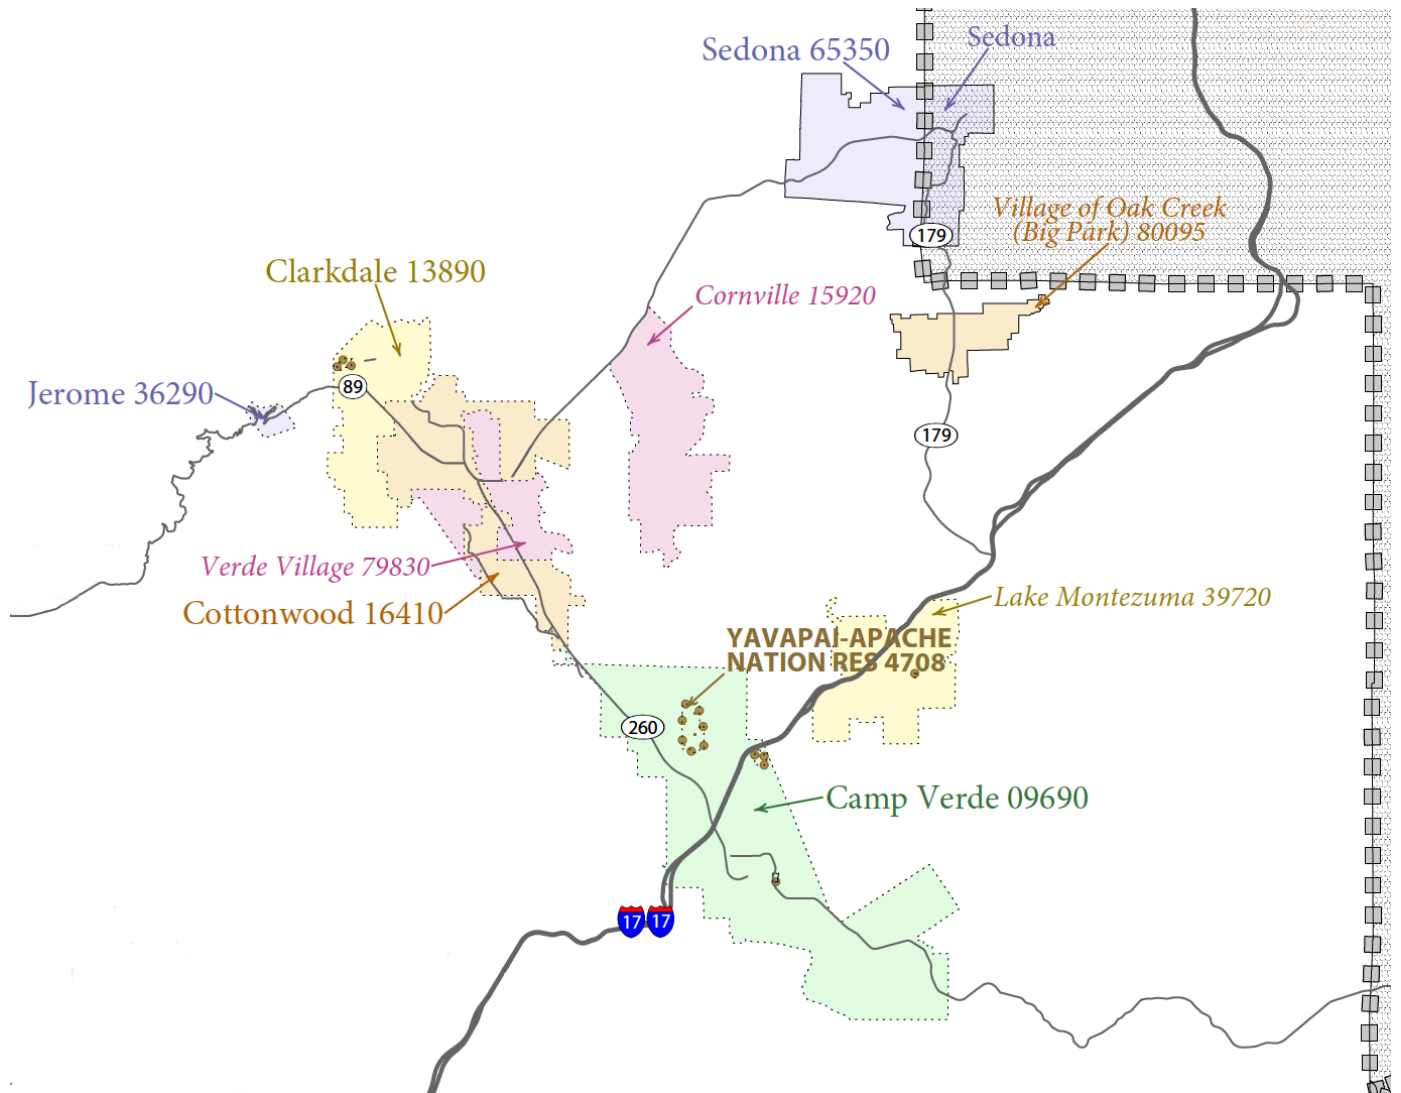 Sedona 65350
Sedona
Village of Oak Creek
(Big Park) 80095
179
Clarkdale 13890
Cornville 15920
Jerome 36290
89
179
Verde Village 79830
Cottonwood 16410
Lake Montezuma 39720
YAVAPAI-APACHE
NATION RES 4708
260
Camp Verde 09690
17
17